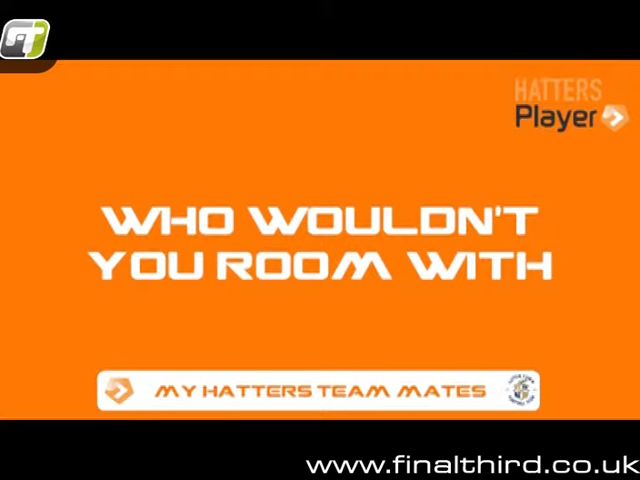 HATTERS
Player
WHO WOULDN'T
YOU ROOM WITH
MY HATTERS TEAM MATES
www.finalthird.co.uk